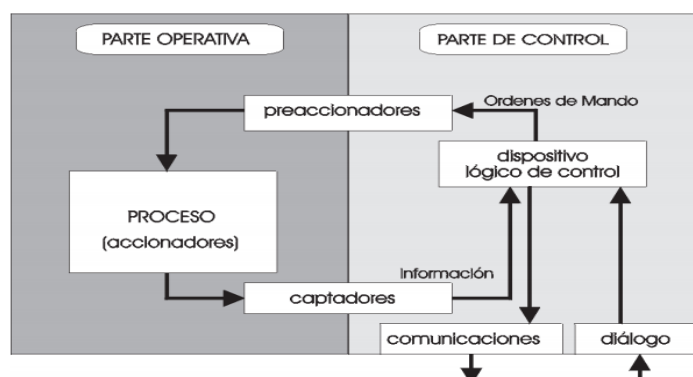 PARTE OPERATIVA
PARTE DE CONTROL
preaccionadores
Ordenes de Mando
dispositivo
lógico de control
PROCESO
(accionadores)
Información
captadores
comunicaciones
diálogo